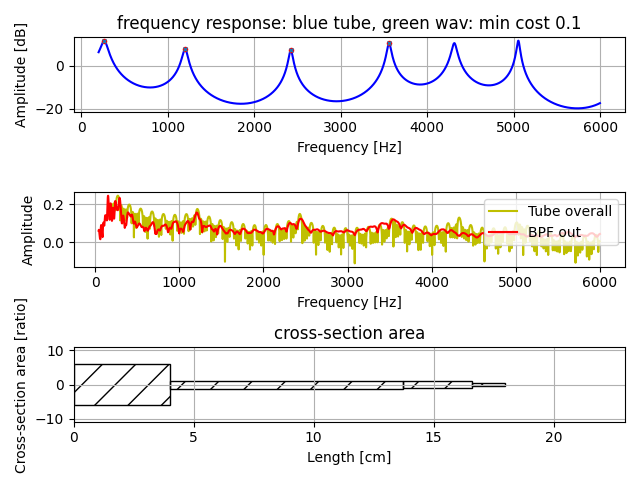 frequency response: blue tube, green wav: min cost 0.1
Amplitude [dB]
0
−20
0 1000 2000 3000 4000 5000 6000
Frequency [Hz]
Amplitude
0.2
0.0
Tube overall
BPF out
0 1000 2000 3000 4000 5000 6000
Frequency [Hz]
cross-section area
Cross-section area [ratio]
10
0
−10
0 5 10 15 20
Length [cm]